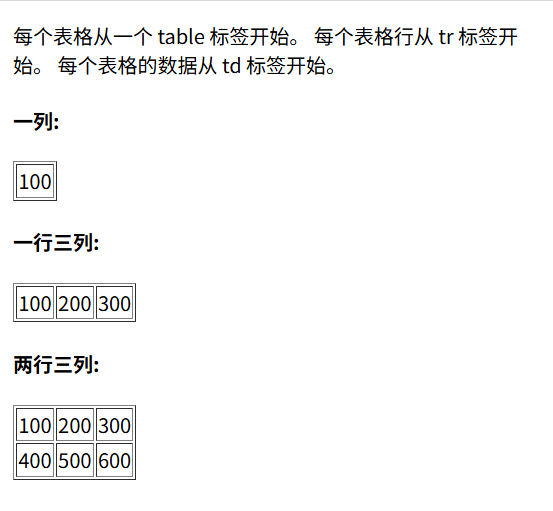 每个表格从一个 table 标签开始。 每个表格行从 tr 标签开
始。 每个表格的数据从 td 标签开始。
一列:
100
一行三列:
100 200 300
两行三列:
100 200 300
400 500 600